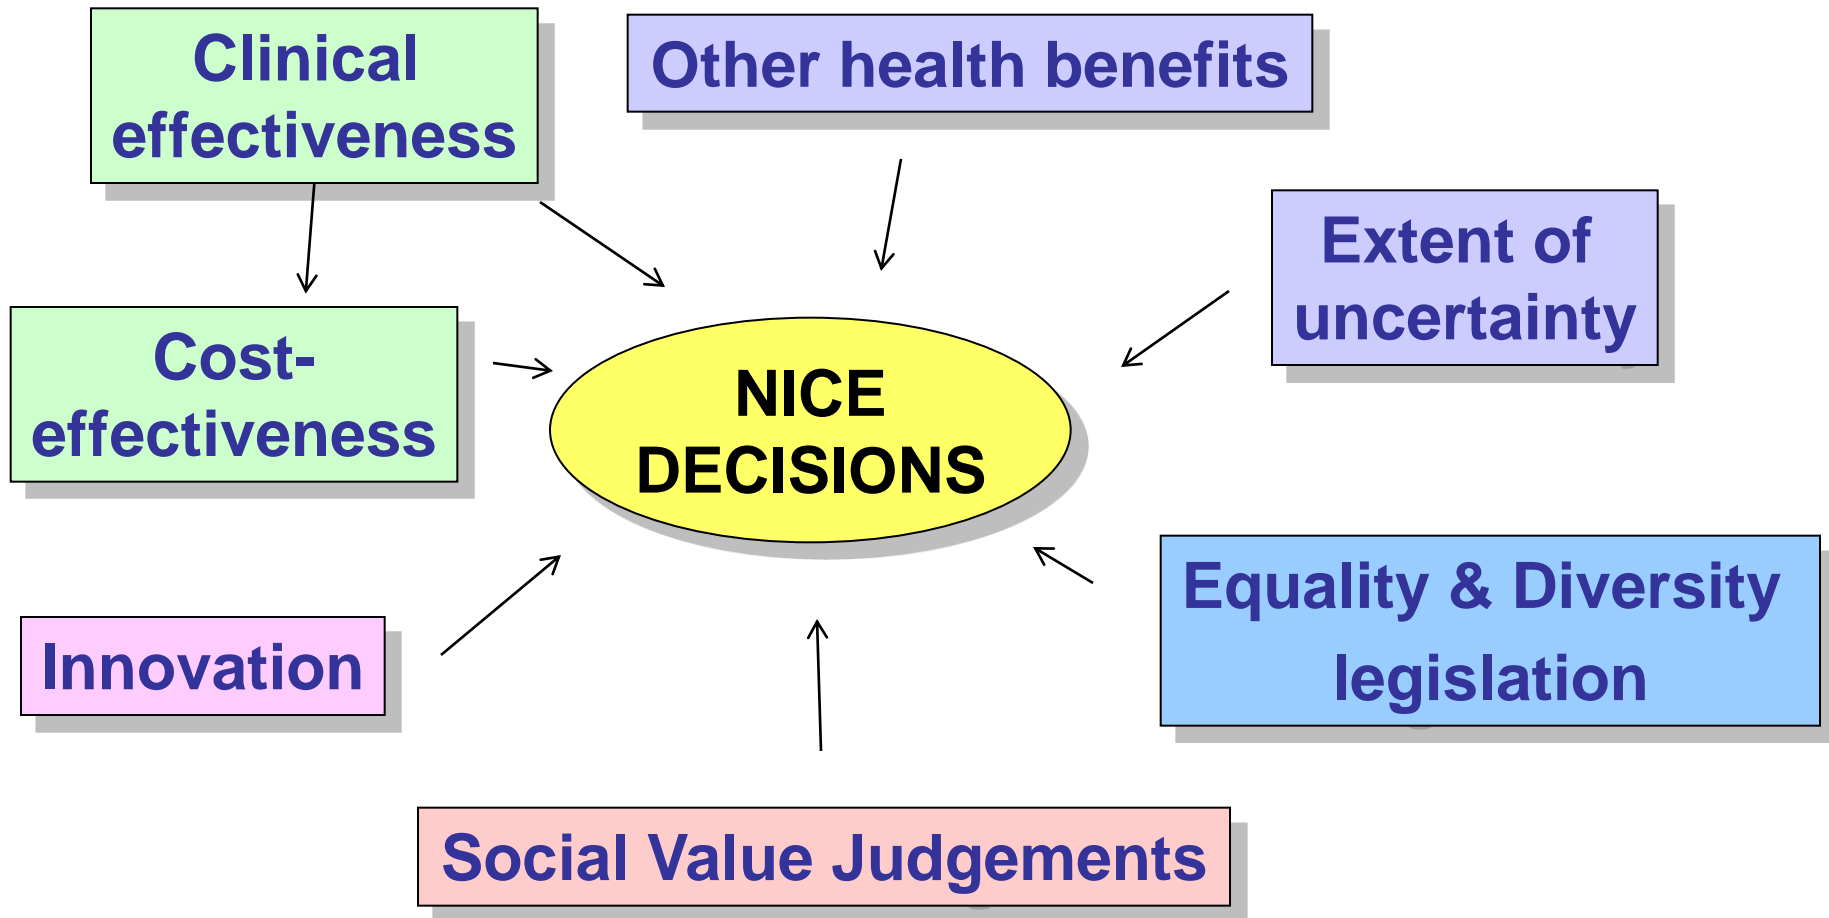 Clinical
effectiveness
Other health benefits
Extent of
uncertainty
Cost-
effectiveness
NICE
DECISIONS
Equality & Diversity
legislation
Innovation
Social Value Judgements